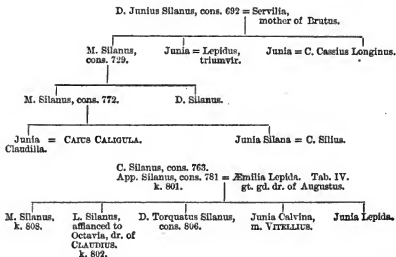 D. Junius Silanus, cons. 692 = Servilia,
mother of Brutus.
M. Silanus, Junia = Lepidus, Junia = C. Cassius Longinus.
cons. 729. triumvir.
M. Silanus, cons. 772. D. Silanus.
Junia = CAIUS CALIGULA. Junia Silana = C. Silius.
Claudilla.
C. Silanus, cons. 763.
App. Silanus, cons. 781 = Æmilia Lepida. Tab. IV.
k. 801. gt. gd. dr. of Augustus.
M. Silanus, L. Silanus, D. Torquatus Silanus, Junia Calvina, Junia Lepida.
k. 808. affianced to cons. 806. m. VITELLIUS.
Octavia, dr. of
CLAUDIUS.
k. 802.